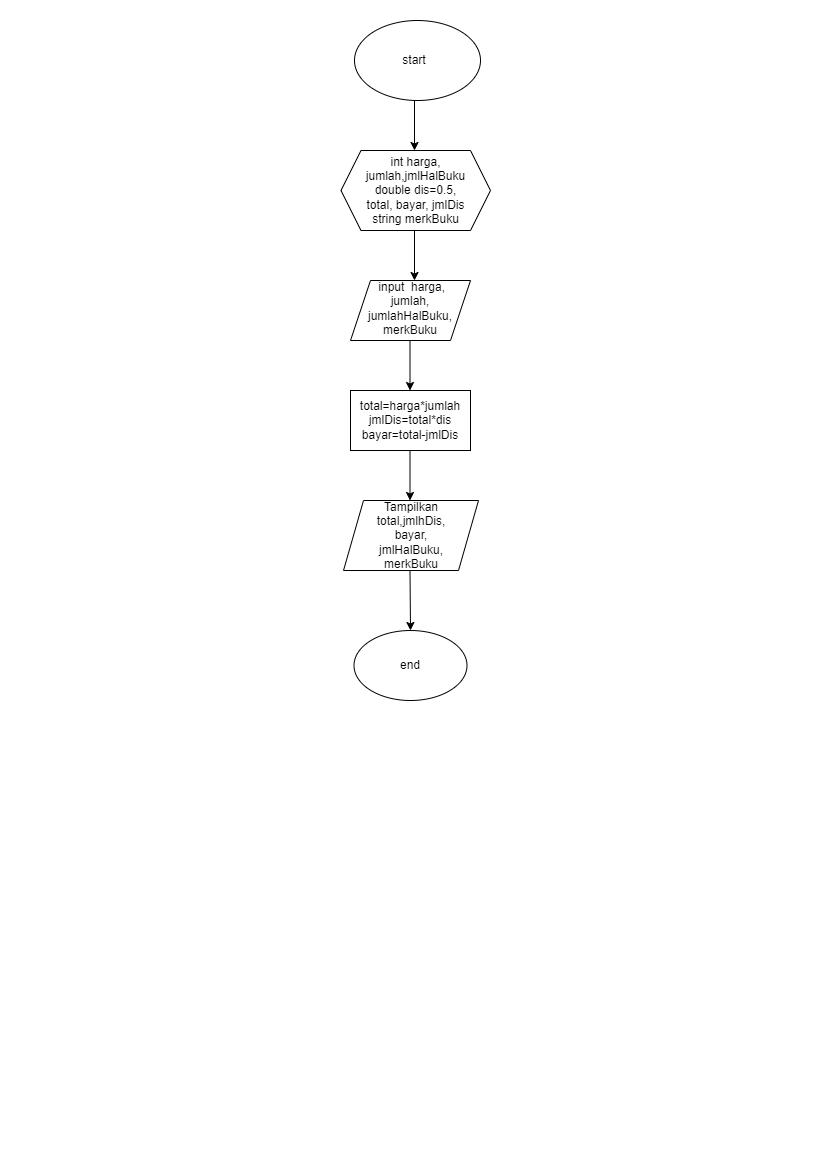 start
int harga,
jumlah,jmlHalBuku
double dis=0.5,
total, bayar, jmlDis
string merkBuku
input  harga,
jumlah,
jumlahHalBuku,
merkBuku
total=harga*jumlah
jmlDis=total*dis
bayar=total-jmlDis
Tampilkan
total,jmlhDis,
bayar,
jmlHalBuku,
merkBuku
end